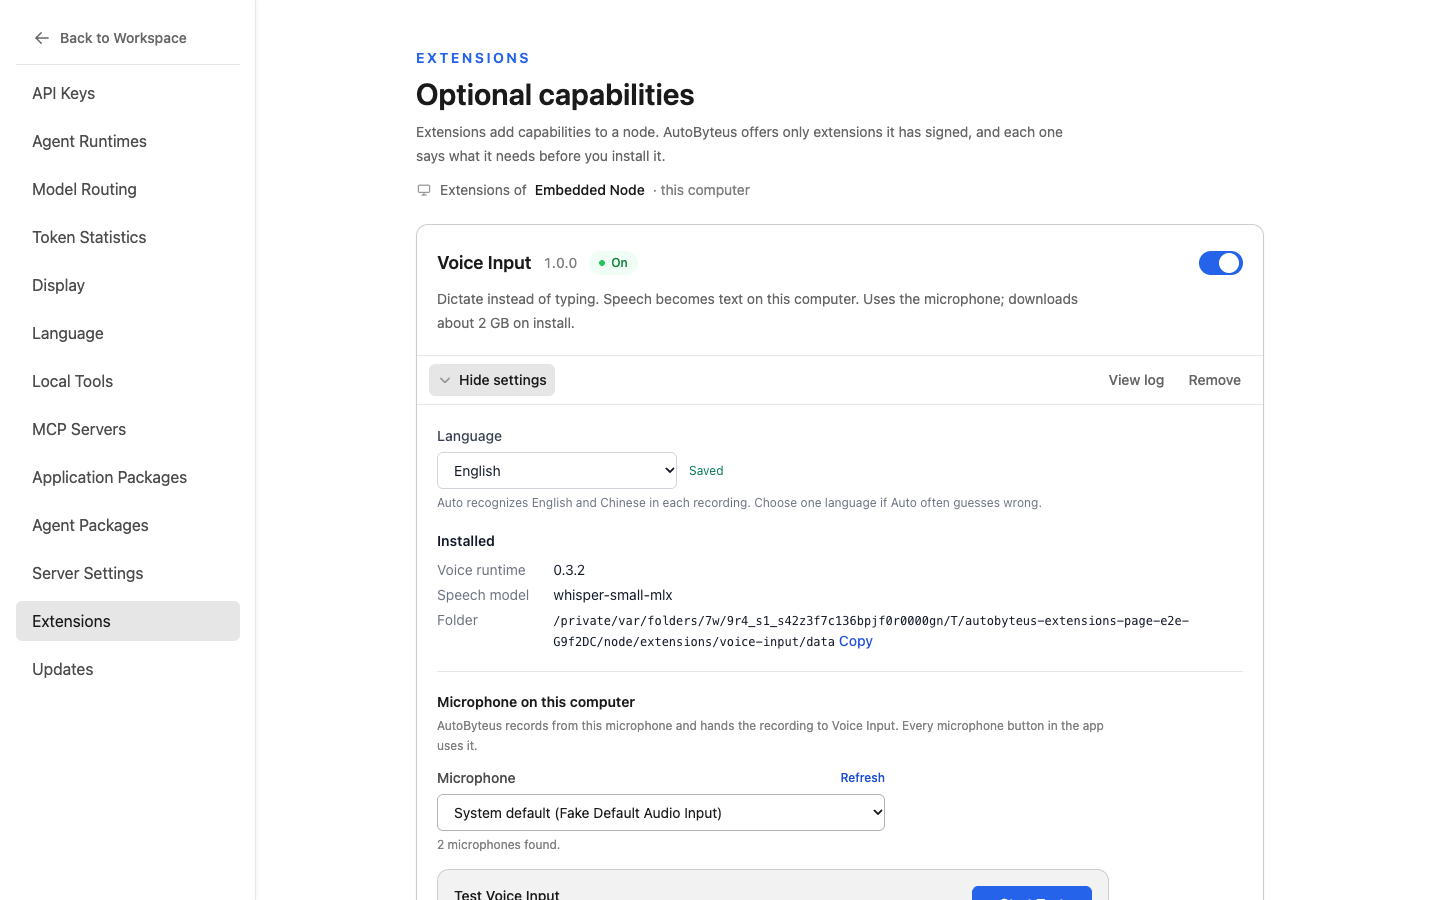 Back to Workspace
API Keys
Agent Runtimes
Model Routing
Token Statistics
Display
Language
Local Tools
MCP Servers
Application Packages
Agent Packages
Server Settings
Extensions
Updates
EXTENSIONS
Optional capabilities
Extensions add capabilities to a node. AutoByteus offers only extensions it has signed, and each one
says what it needs before you install it.
Extensions of Embedded Node · this computer
Voice Input 1.0.0 On
Dictate instead of typing. Speech becomes text on this computer. Uses the microphone; downloads
about 2 GB on install.
Hide settings View log Remove
Language
English Saved
Auto recognizes English and Chinese in each recording. Choose one language if Auto often guesses wrong.
Installed
Voice runtime 0.3.2
Speech model whisper-small-mlx
Folder /private/var/folders/7w/9r4_s1_s42z3f7c136bpjf0r0000gn/T/autobyteus-extensions-page-e2e-
G9f2DC/node/extensions/voice-input/data Copy
Microphone on this computer
AutoByteus records from this microphone and hands the recording to Voice Input. Every microphone button in the app
uses it.
Microphone Refresh
System default (Fake Default Audio Input)
2 microphones found.
Test Voice Input